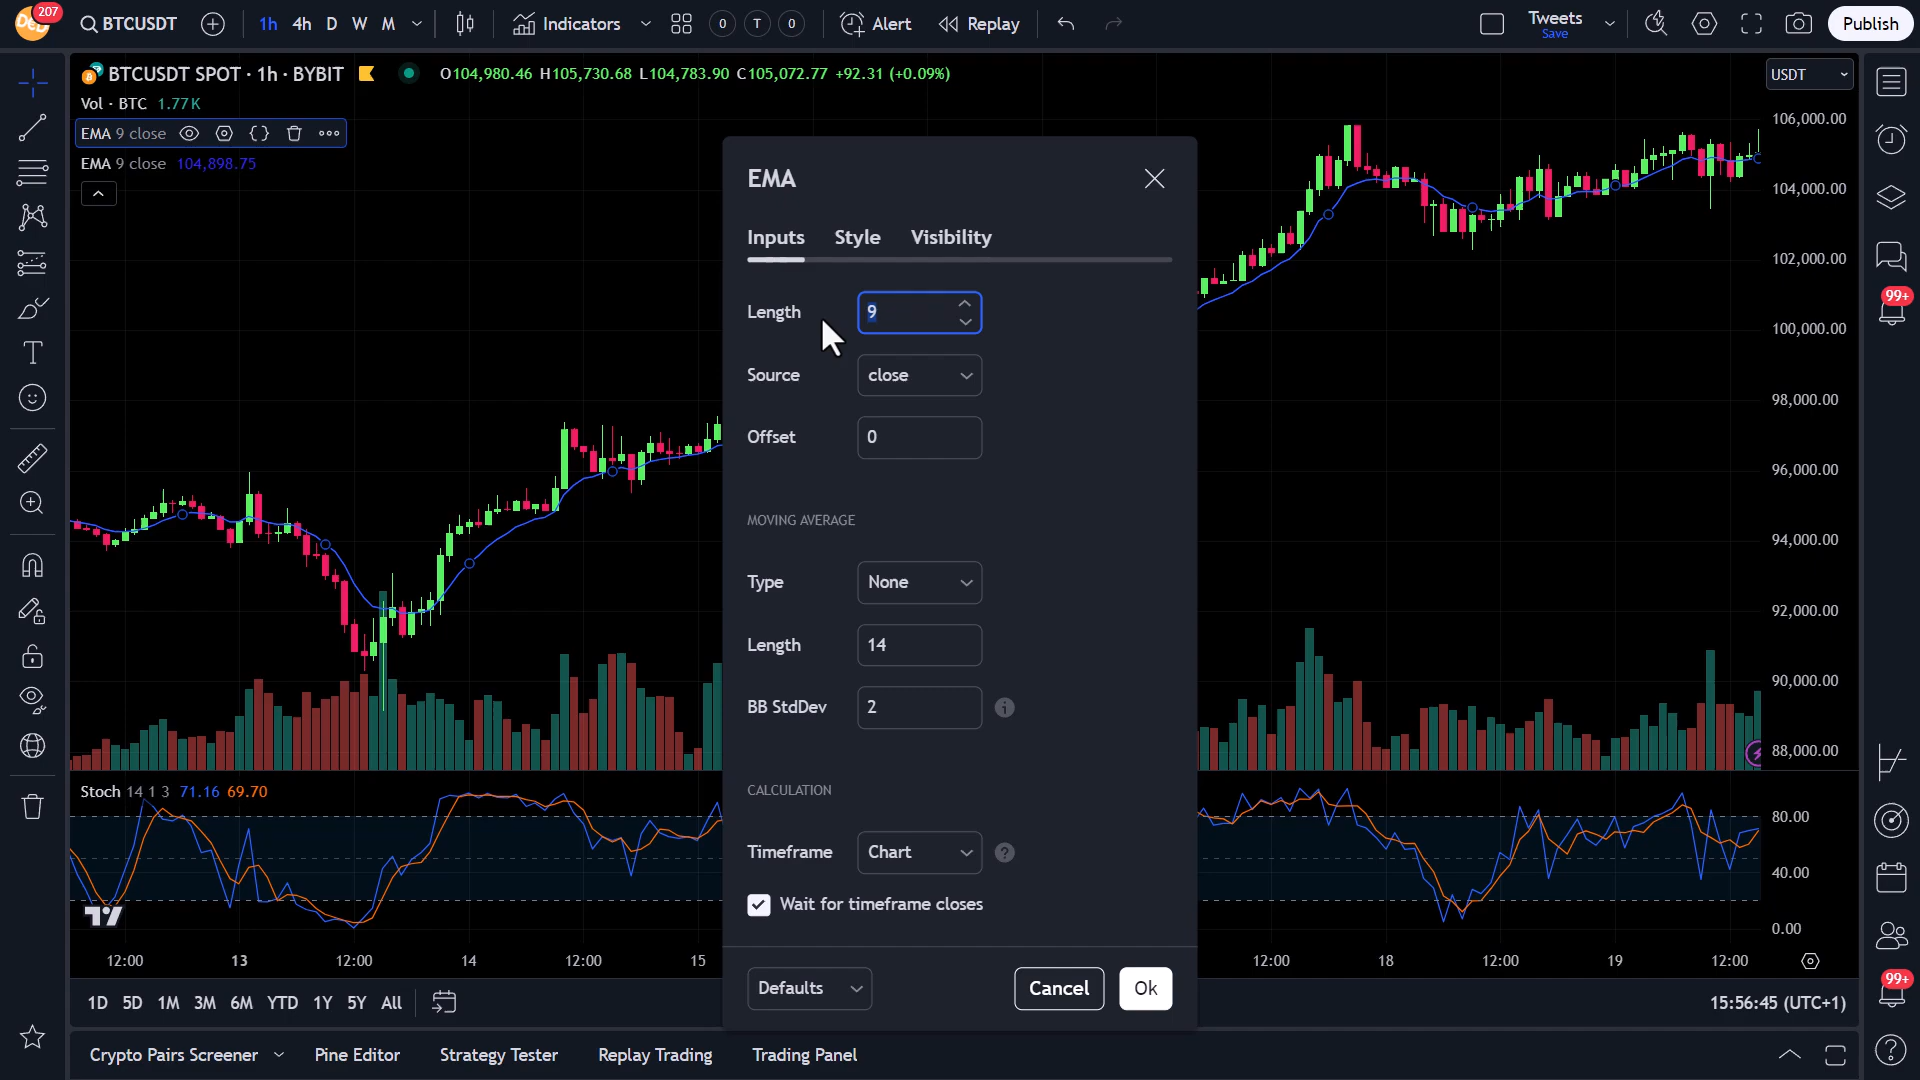 207
BTCUSDT
1h 4h D W M
Indicators
0 T 0
Alert
Replay
Tweets
Save
Publish
BTCUSDT SPOT · 1h · BYBIT
O104,980.46 H105,730.68 L104,783.90 C105,072.77 +92.31 (+0.09%)
USDT
Vol · BTC 1.77K
EMA 9 close
EMA 9 close 104,898.75
106,000.00
104,000.00
102,000.00
100,000.00
98,000.00
96,000.00
94,000.00
92,000.00
90,000.00
88,000.00
99+
EMA
Inputs Style Visibility
Length 9
Source close
Offset 0
MOVING AVERAGE
Type None
Length 14
BB StdDev 2
CALCULATION
Timeframe Chart
Wait for timeframe closes
Defaults Cancel Ok
Stoch 14 1 3 71.16 69.70
80.00
40.00
0.00
12:00 13 12:00 14 12:00 15 12:00 18 12:00 19 12:00
99+
1D 5D 1M 3M 6M YTD 1Y 5Y All
15:56:45 (UTC+1)
Crypto Pairs Screener Pine Editor Strategy Tester Replay Trading Trading Panel